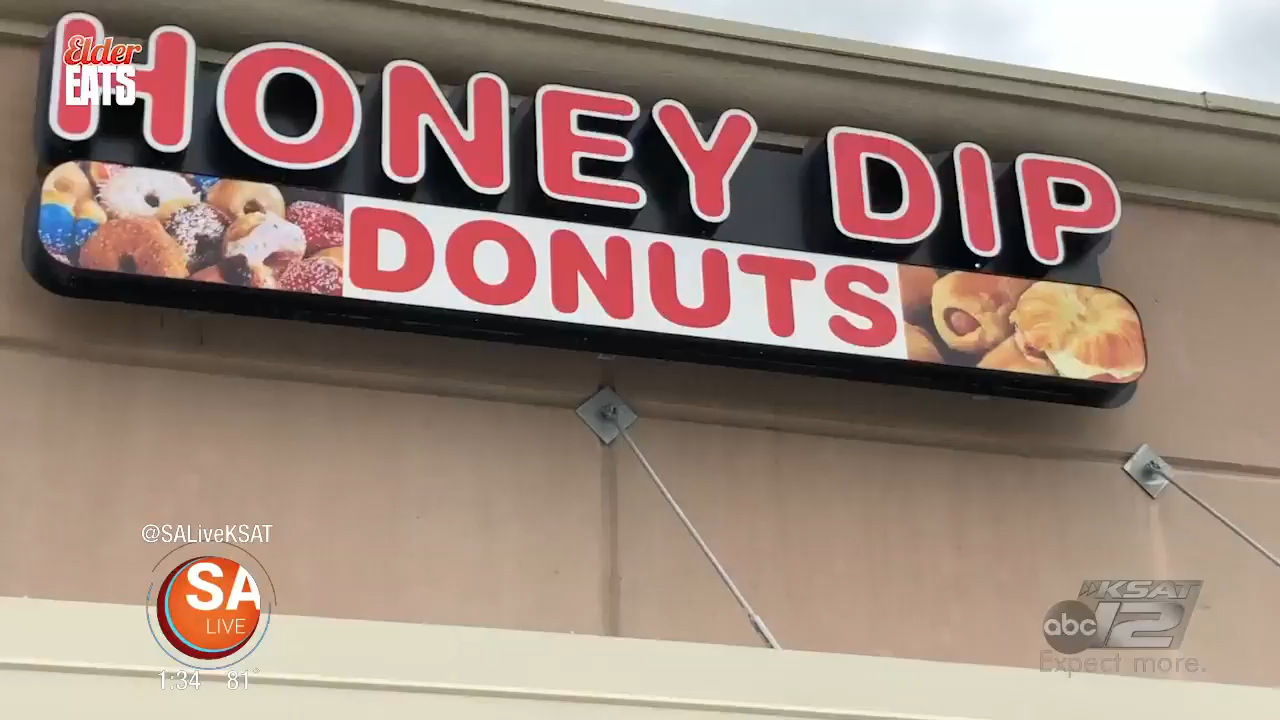 Elder
EATS
HONEY DIP
DONUTS
@SALiveKSAT
SA
LIVE
1:34 81°
KSAT
abc 12
Expect more.